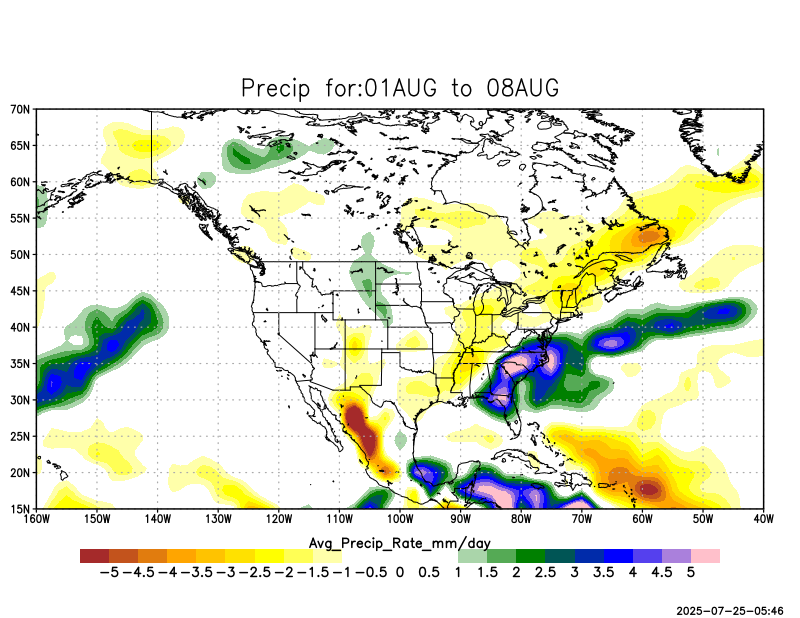 Precip for:01AUG to 08AUG
70N
65N
60N
55N
50N
45N
40N
35N
30N
25N
20N
15N
160W 150W 140W 130W 120W 110W 100W 90W 80W 70W 60W 50W 40W
Avg_Precip_Rate_mm/day
-5 -4.5 -4 -3.5 -3 -2.5 -2 -1.5 -1 -0.5 0 0.5 1 1.5 2 2.5 3 3.5 4 4.5 5
2025-07-25-05:46